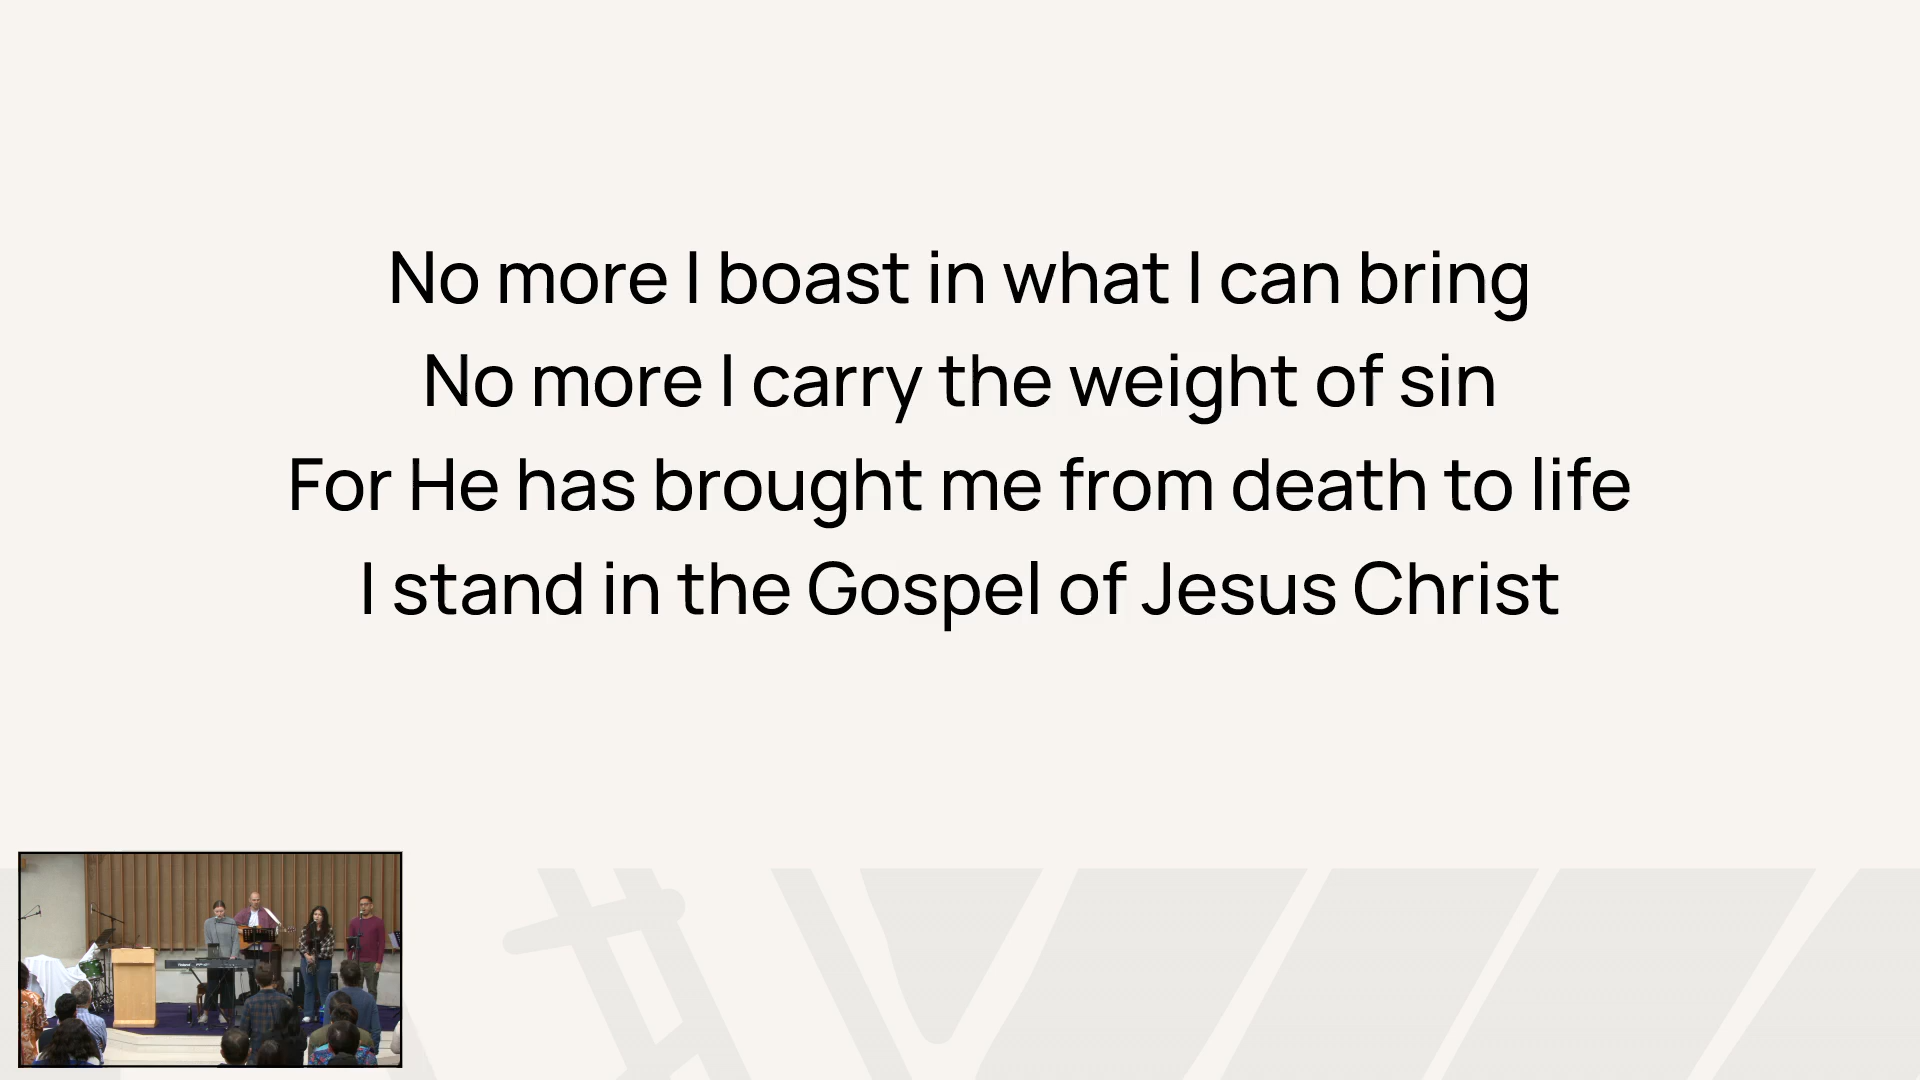 No more I boast in what I can bring
No more I carry the weight of sin
For He has brought me from death to life
I stand in the Gospel of Jesus Christ